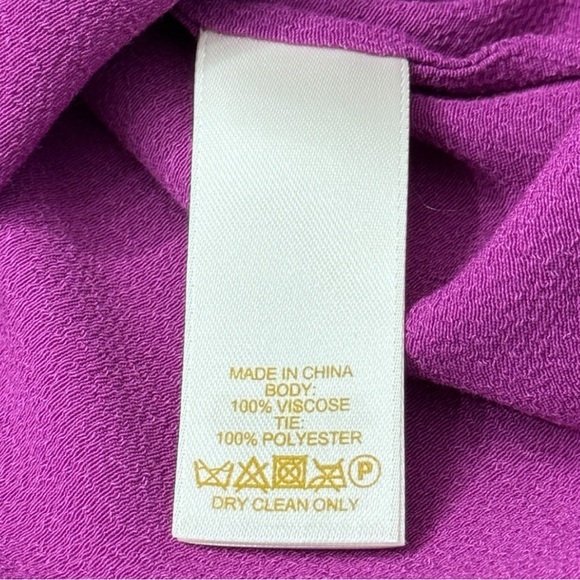 MADE IN CHINA
BODY:
100% VISCOSE
TIE:
100% POLYESTER
P
DRY CLEAN ONLY